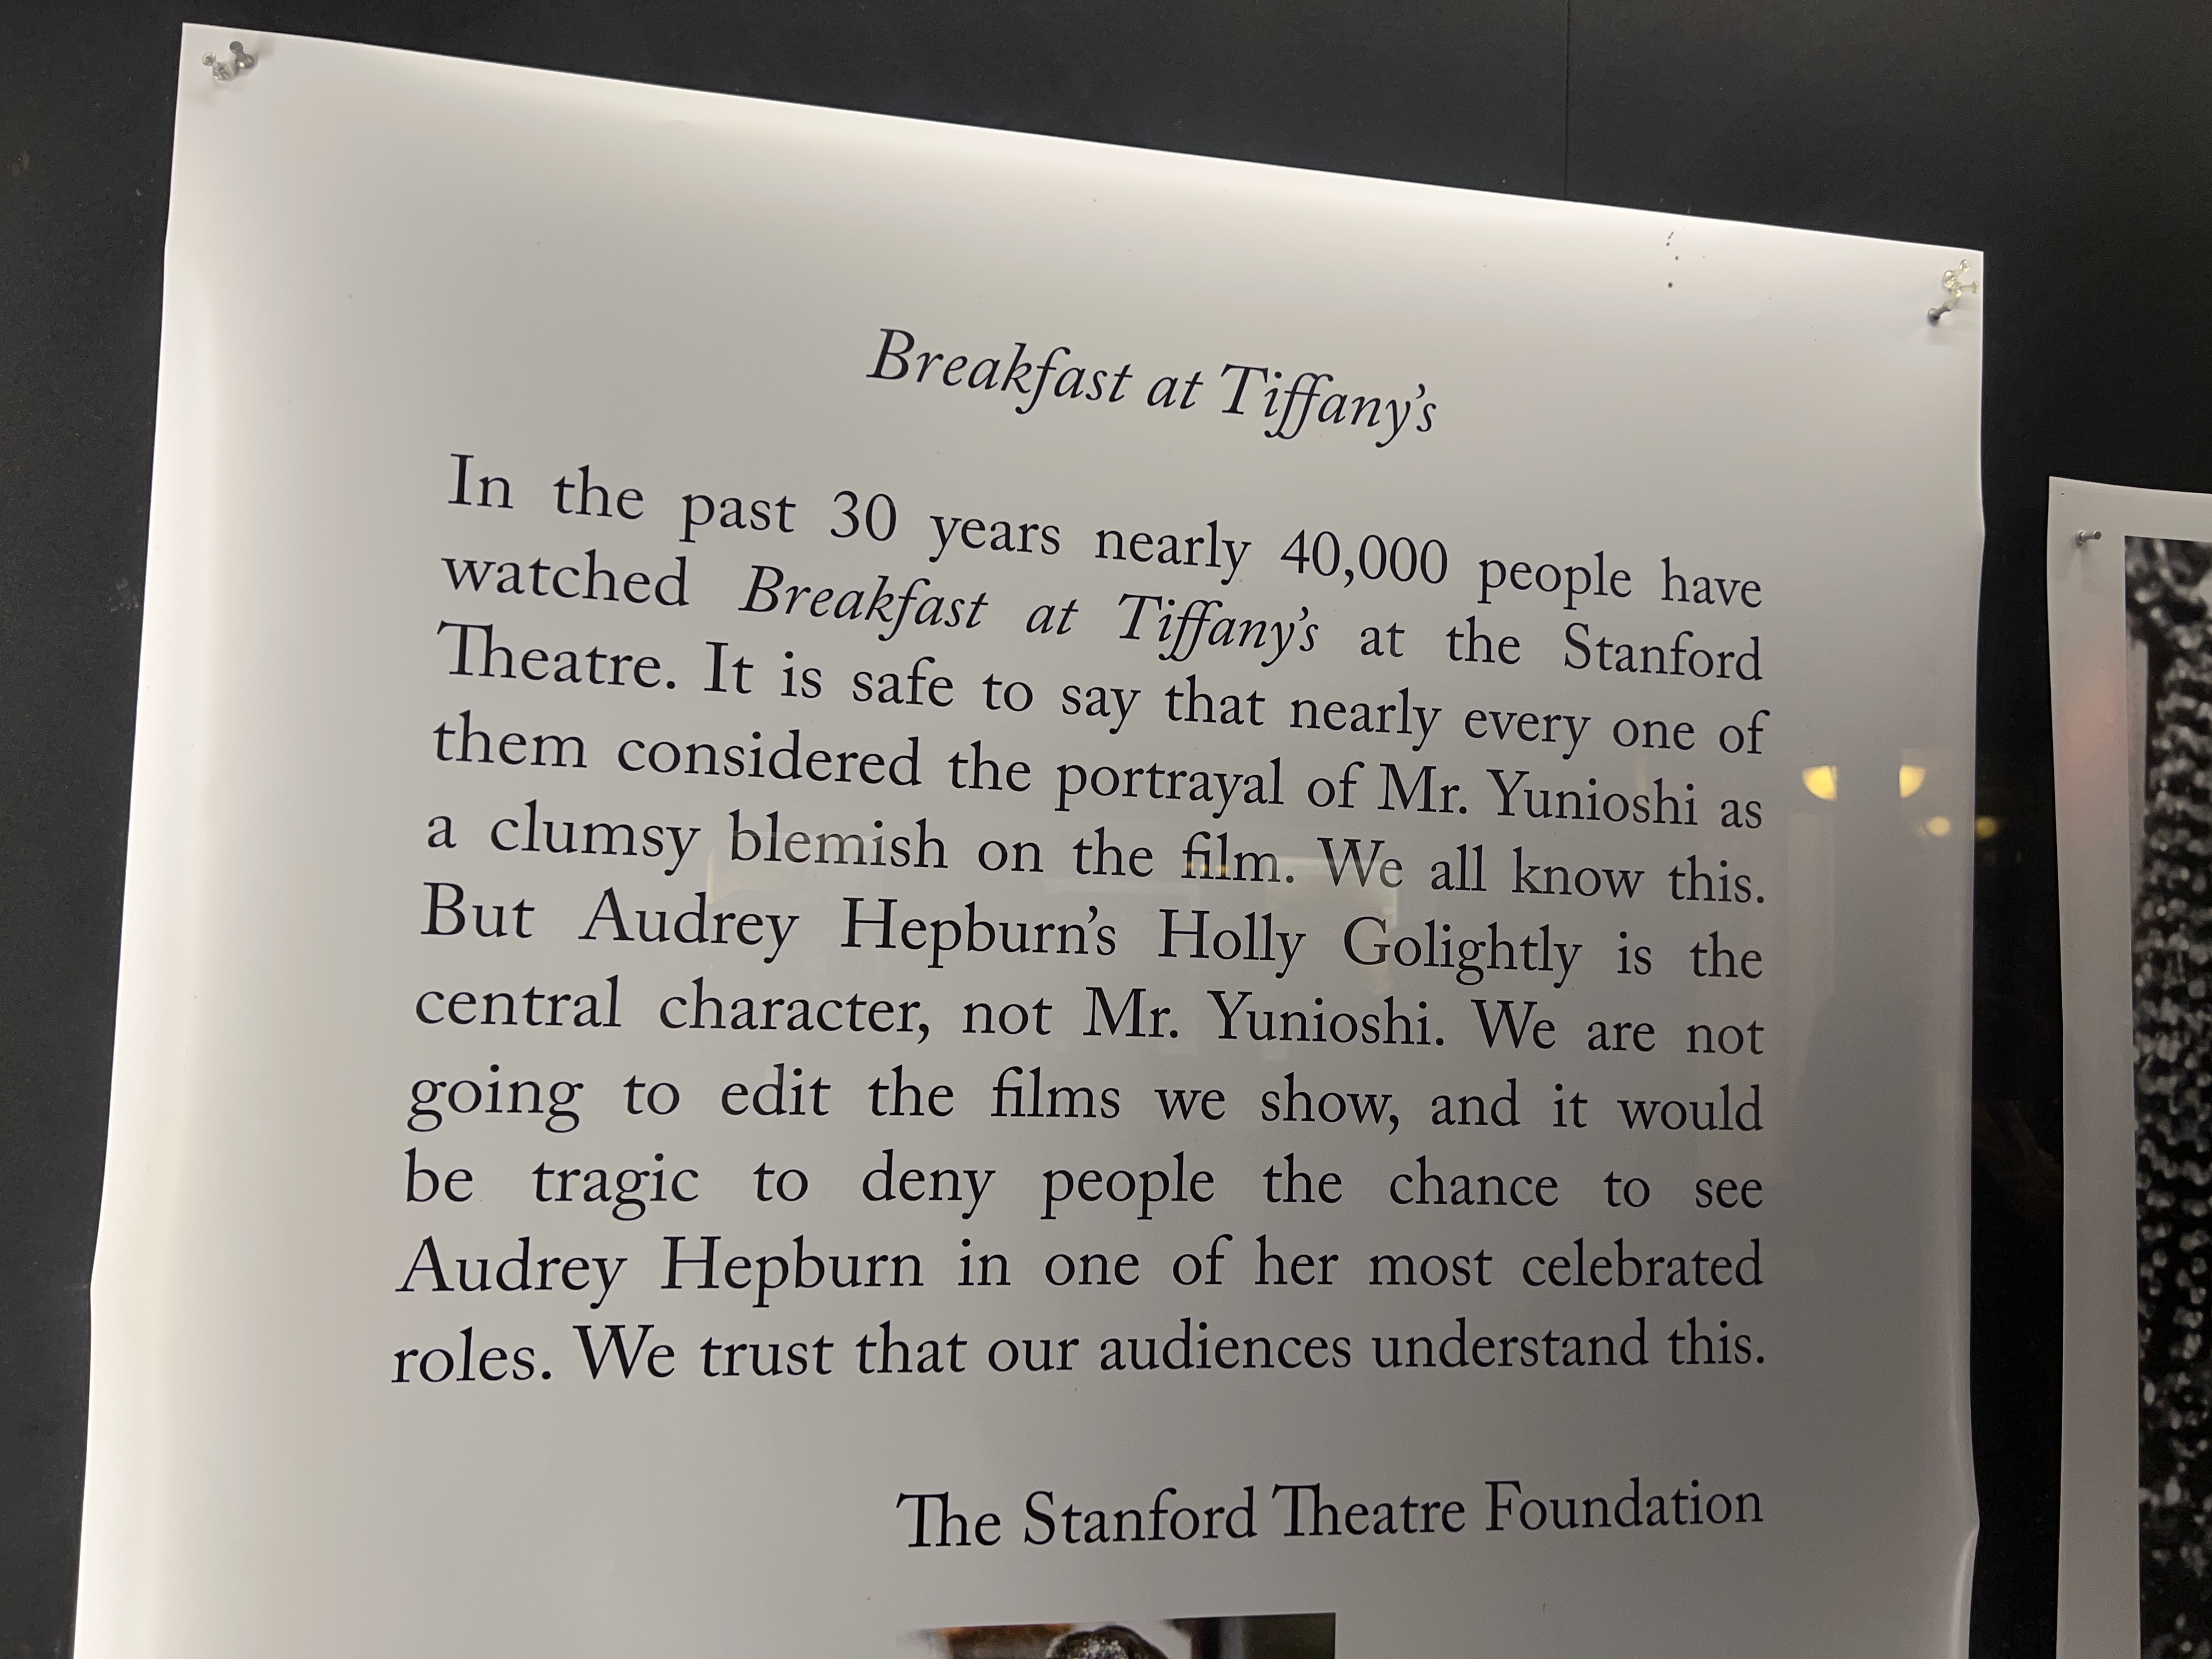 Breakfast at Tiffany's
In the past 30 years nearly 40,000 people have
watched Breakfast at Tiffany's at the Stanford
Theatre. It is safe to say that nearly every one of
them considered the portrayal of Mr. Yunioshi as
a clumsy blemish on the film. We all know this.
But Audrey Hepburn's Holly Golightly is the
central character, not Mr. Yunioshi. We are not
going to edit the films we show, and it would
be tragic to deny people the chance to see
Audrey Hepburn in one of her most celebrated
roles. We trust that our audiences understand this.
The Stanford Theatre Foundation